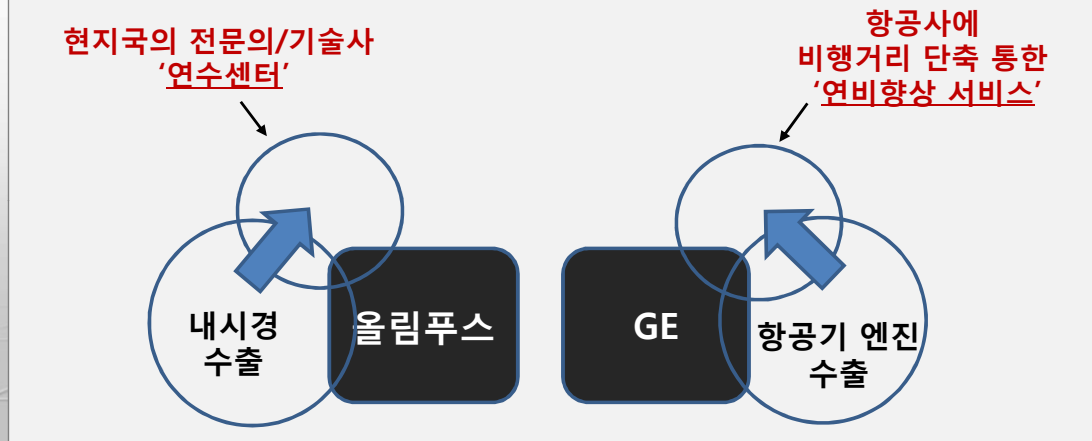 현지국의 전문의/기술사
‘연수센터’
항공사에
비행거리 단축 통한
‘연비향상 서비스’
내시경
수출
올림푸스
GE
항공기 엔진
수출